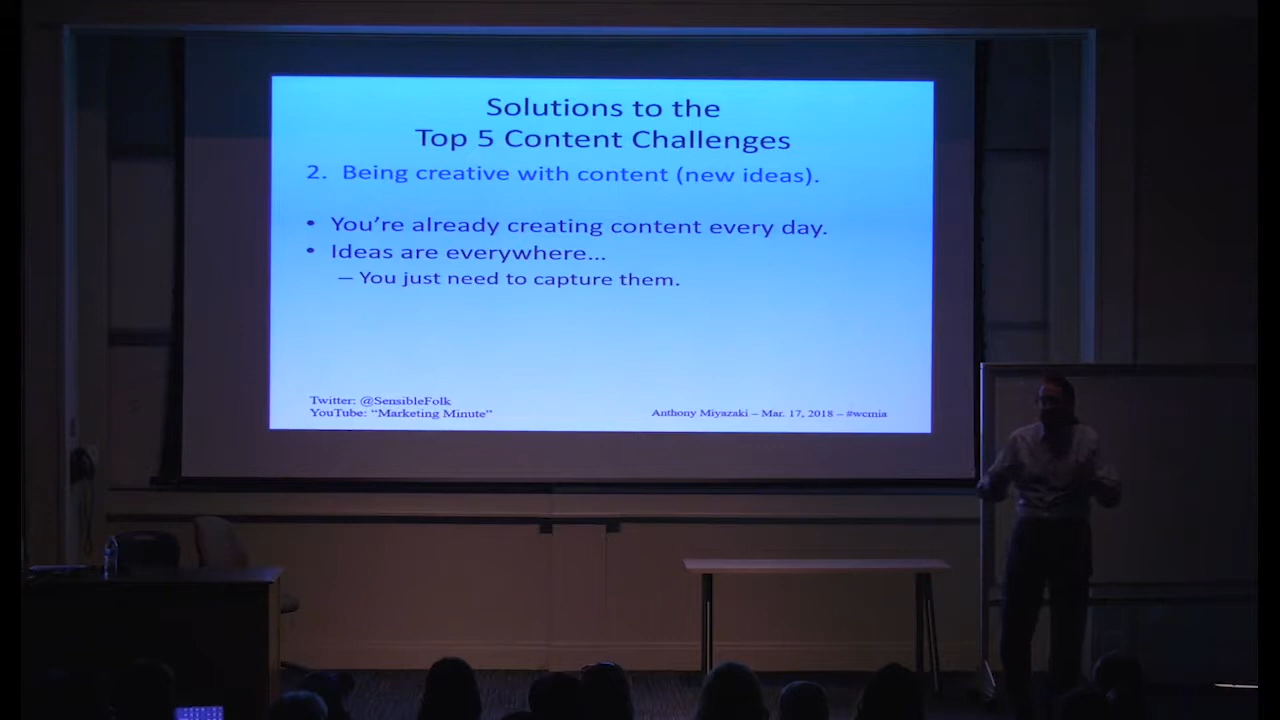 Solutions to the
Top 5 Content Challenges
2. Being creative with content (new ideas).
• You're already creating content every day.
• Ideas are everywhere...
– You just need to capture them.
Twitter: @SensibleFolk
YouTube: “Marketing Minute”
Anthony Miyazaki – Mar. 17, 2018 – #wcmia